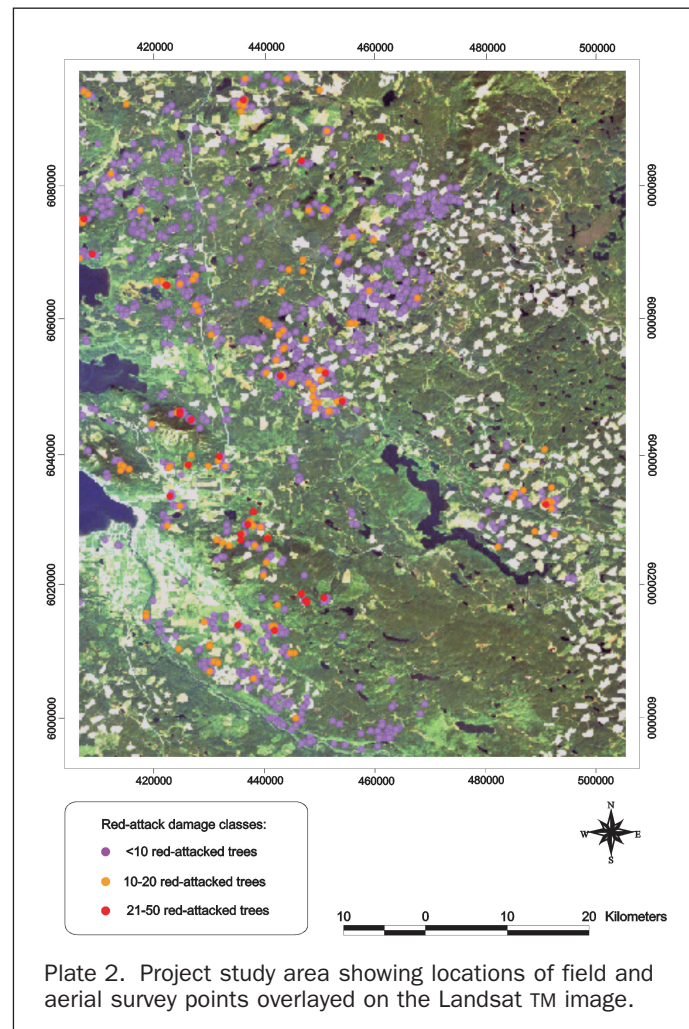 420000 440000 460000 480000 500000
6080000 6080000
6060000 6060000
6040000 6040000
6020000 6020000
6000000 6000000
420000 440000 460000 480000 500000
Red-attack damage classes:
<10 red-attacked trees
10-20 red-attacked trees
21-50 red-attacked trees
N
W E
S
10 0 10 20 Kilometers
Plate 2. Project study area showing locations of field and
aerial survey points overlayed on the Landsat TM image.